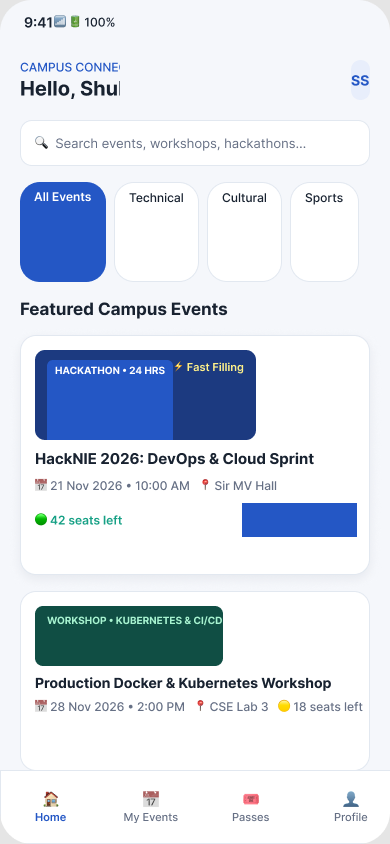 9:41 100%
CAMPUS CONNE
Hello, Shul
SS
Search events, workshops, hackathons...
All Events Technical Cultural Sports
Featured Campus Events
HACKATHON • 24 HRS ⚡ Fast Filling
HackNIE 2026: DevOps & Cloud Sprint
21 Nov 2026 • 10:00 AM Sir MV Hall
42 seats left
WORKSHOP • KUBERNETES & CI/CD
Production Docker & Kubernetes Workshop
28 Nov 2026 • 2:00 PM CSE Lab 3 18 seats left
Home My Events Passes Profile